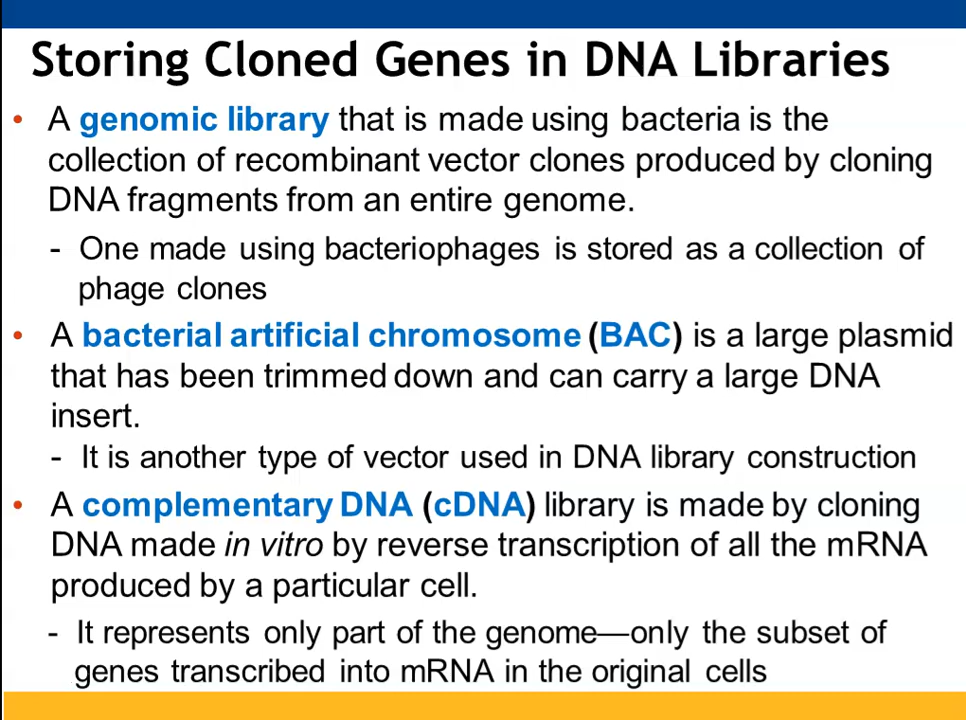 Storing Cloned Genes in DNA Libraries
• A genomic library that is made using bacteria is the
collection of recombinant vector clones produced by cloning
DNA fragments from an entire genome.
- One made using bacteriophages is stored as a collection of
phage clones
• A bacterial artificial chromosome (BAC) is a large plasmid
that has been trimmed down and can carry a large DNA
insert.
- It is another type of vector used in DNA library construction
• A complementary DNA (cDNA) library is made by cloning
DNA made in vitro by reverse transcription of all the mRNA
produced by a particular cell.
- It represents only part of the genome—only the subset of
genes transcribed into mRNA in the original cells